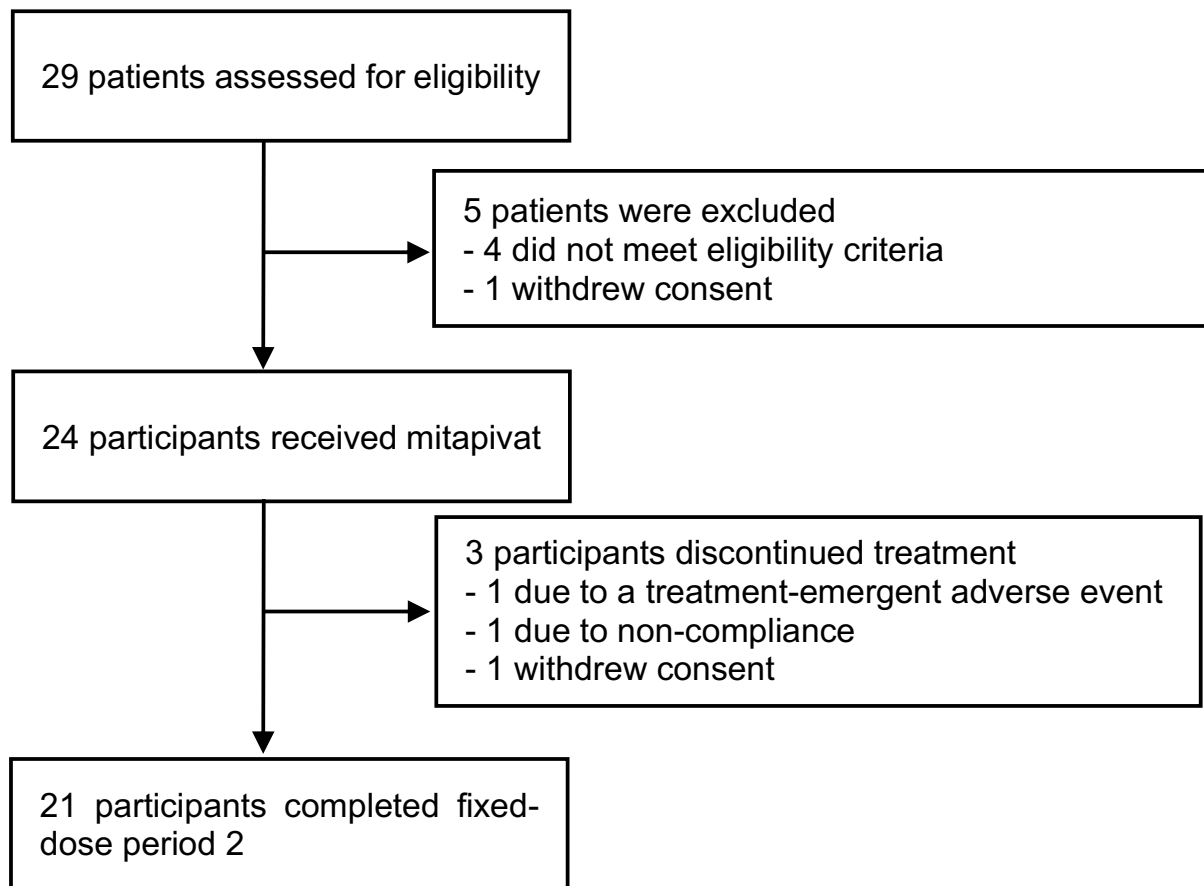 29 patients assessed for eligibility
5 patients were excluded
- 4 did not meet eligibility criteria
- 1 withdrew consent
24 participants received mitapivat
3 participants discontinued treatment
- 1 due to a treatment-emergent adverse event
- 1 due to non-compliance
- 1 withdrew consent
21 participants completed fixed-
dose period 2